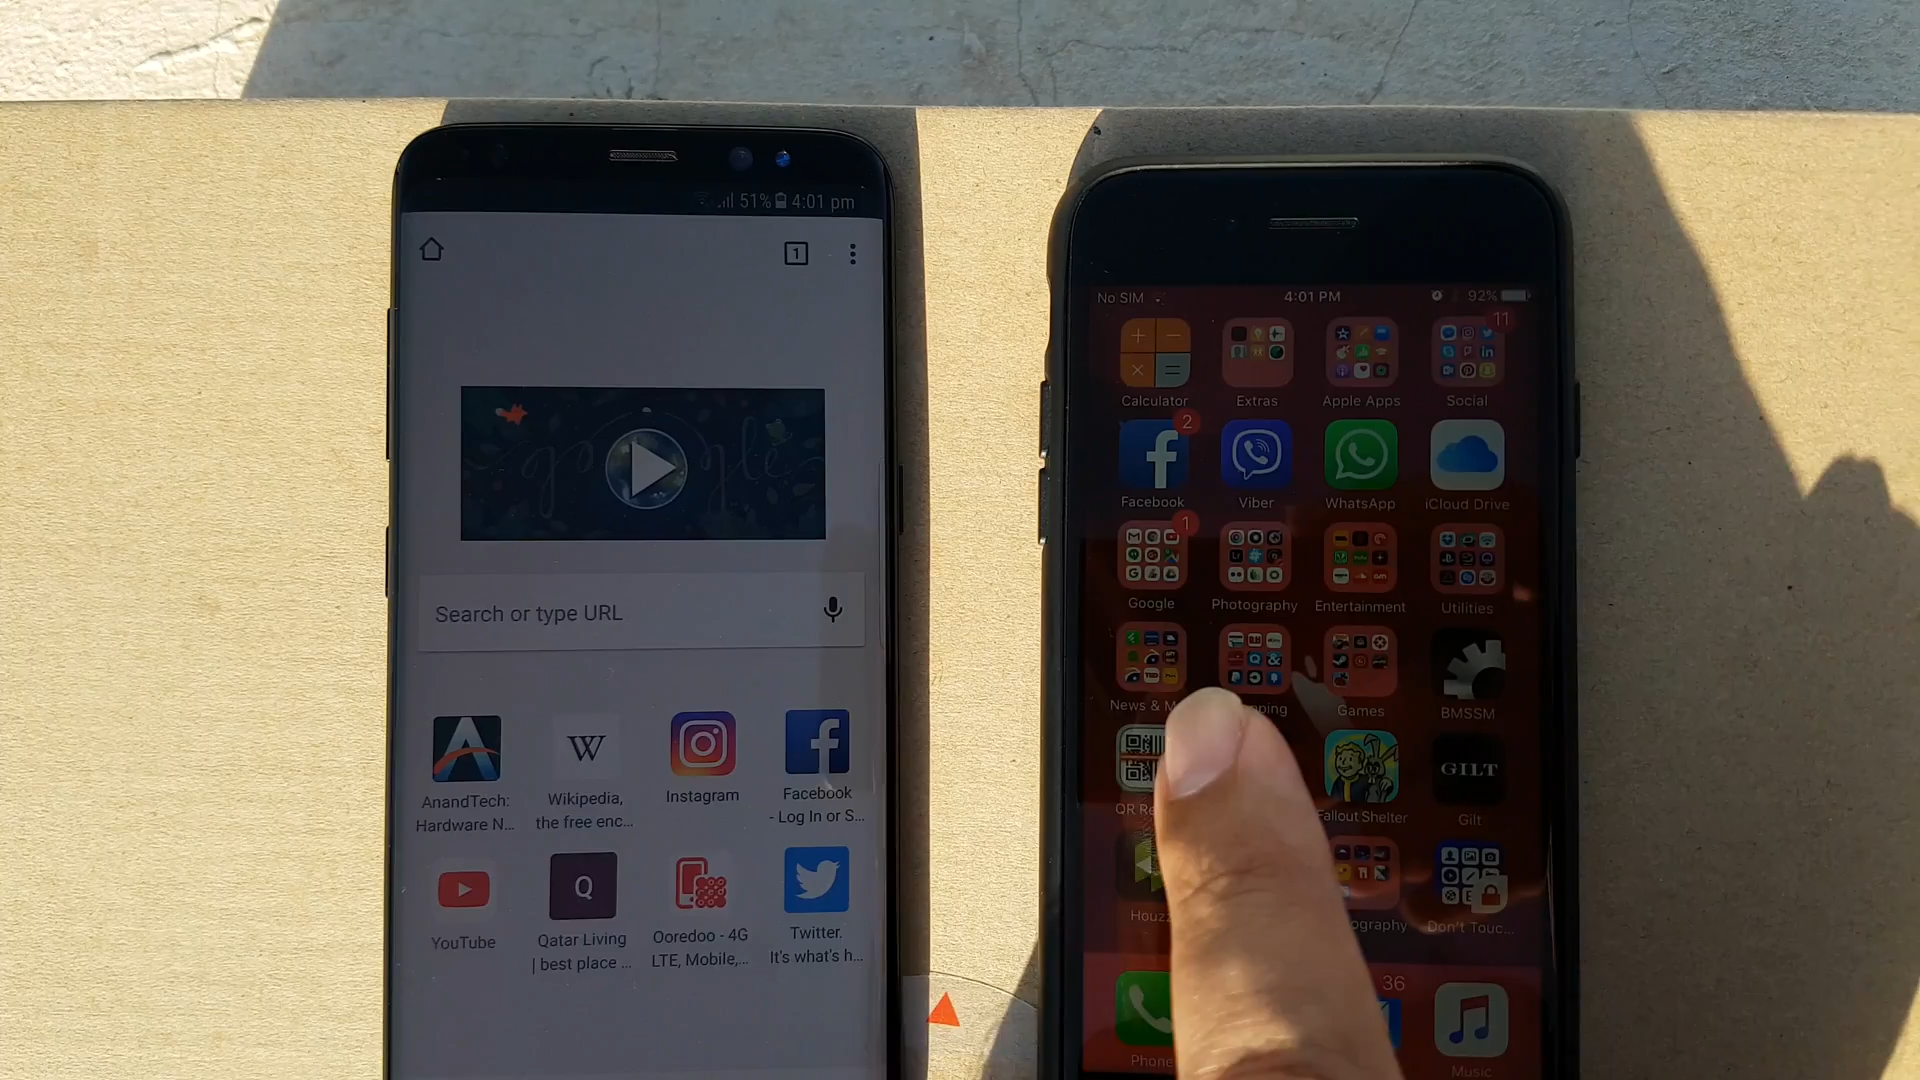 51% 4:01 pm
1
google
Search or type URL
AnandTech:
Hardware N...
Wikipedia,
the free enc...
Instagram
Facebook
- Log In or S...
YouTube
Q
Qatar Living
| best place ...
Ooredoo - 4G
LTE, Mobile,...
Twitter.
It's what's h...
No SIM 4:01 PM 92%
11
Calculator Extras Apple Apps Social
2
Facebook Viber WhatsApp iCloud Drive
1
Google Photography Entertainment Utilities
News & Games BMSSM
GILT
QR Fallout Shelter Gilt
Houzz Don't Touc...
36
Phone Music